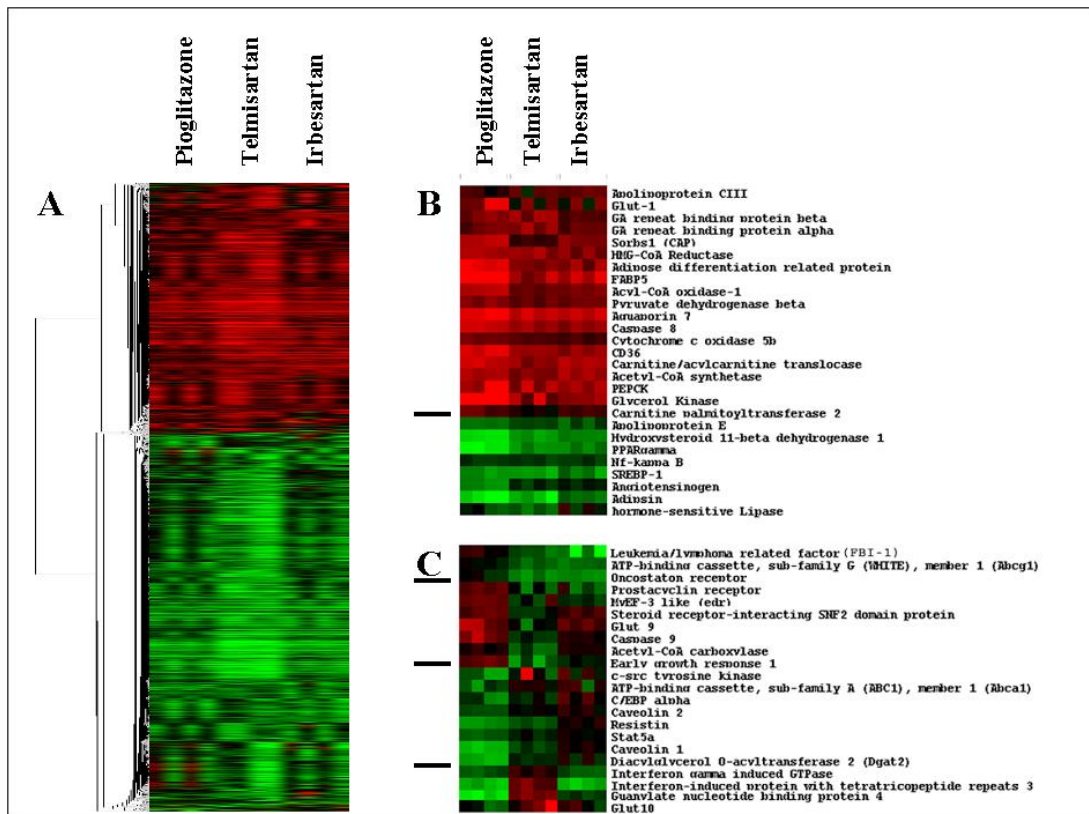 Pioglitazone
Telmisartan
Irbesartan
Pioglitazone
Telmisartan
Irbesartan
A
B
Apolipoprotein CIII
Glut-1
GA repeat binding protein beta
GA repeat binding protein alpha
Sorbs1 (CAP)
HMG-CoA Reductase
Adipose differentiation related protein
FABP5
Acyl-CoA oxidase-1
Pyruvate dehydrogenase beta
Aquaporin 7
Caspase 8
Cytochrome c oxidase 5b
CD36
Carnitine/acylcarnitine translocase
Acetyl-CoA synthetase
PEPCK
Glycerol Kinase
Carnitine palmitoyltransferase 2
Apolipoprotein E
Hydroxysteroid 11-beta dehydrogenase 1
PPARgamma
Nf-kappa B
SREBP-1
Angiotensinogen
Adipsin
hormone-sensitive Lipase
C
Leukemia/lymphoma related factor (FBI-1)
ATP-binding cassette, sub-family G (WHITE), member 1 (Abcg1)
Oncostaton receptor
Prostacyclin receptor
MyEF-3 like (edr)
Steroid receptor-interacting SNF2 domain protein
Glut 9
Caspase 9
Acetyl-CoA carboxylase
Early growth response 1
c-src tyrosine kinase
ATP-binding cassette, sub-family A (ABC1), member 1 (Abca1)
C/EBP alpha
Caveolin 2
Resistin
Stat5a
Caveolin 1
Diacylglycerol O-acyltransferase 2 (Dgat2)
Interferon gamma induced GTPase
Interferon-induced protein with tetratricopeptide repeats 3
Guanylate nucleotide binding protein 4
Glut10